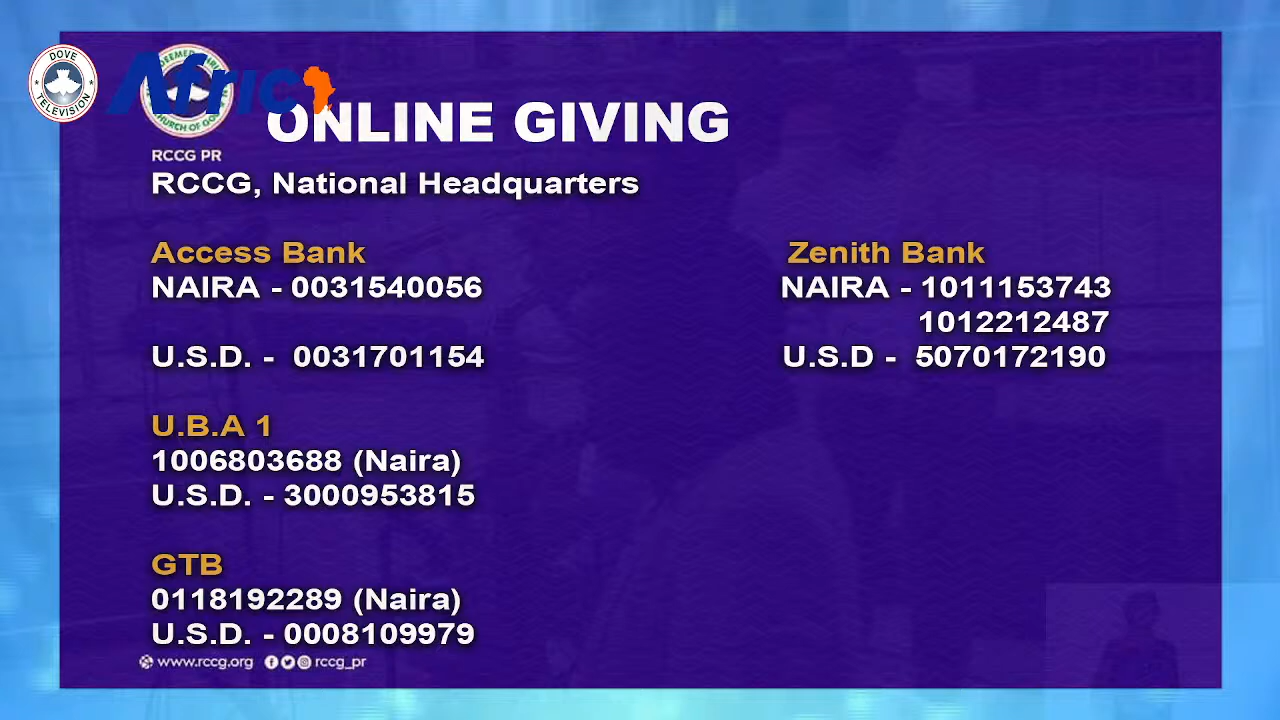 DOVE
TELEVISION
Afric
ONLINE GIVING
RCCG PR
RCCG, National Headquarters
Access Bank
NAIRA - 0031540056
U.S.D. - 0031701154
U.B.A 1
1006803688 (Naira)
U.S.D. - 3000953815
GTB
0118192289 (Naira)
U.S.D. - 0008109979
Zenith Bank
NAIRA - 1011153743
1012212487
U.S.D - 5070172190
www.rccg.org rccg_pr